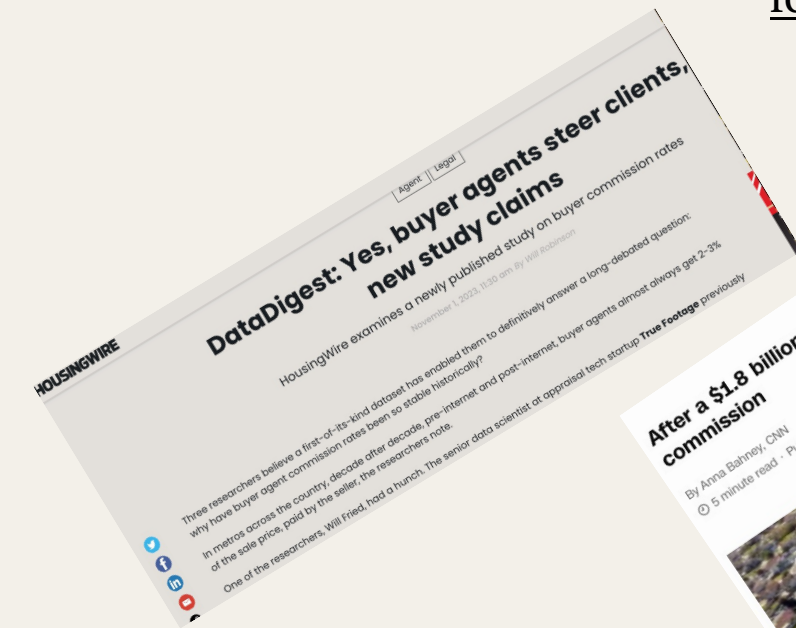 HOUSINGWIRE
Agent
Legal
DataDigest: Yes, buyer agents steer clients,
new study claims
HousingWire examines a newly published study on buyer commission rates
November 1, 2023, 11:30 am By Will Robinson
Three researchers believe a first-of-its-kind dataset has enabled them to definitively answer a long-debated question:
why have buyer agent commission rates been so stable historically?
In metros across the country, decade after decade, pre-internet and post-internet, buyer agents almost always get 2-3%
of the sale price, paid by the seller, the researchers note.
One of the researchers, Will Fried, had a hunch. The senior data scientist at appraisal tech startup True Footage previously
After a $1.8 billion
commission
By Anna Bahney, CNN
5 minute read ·